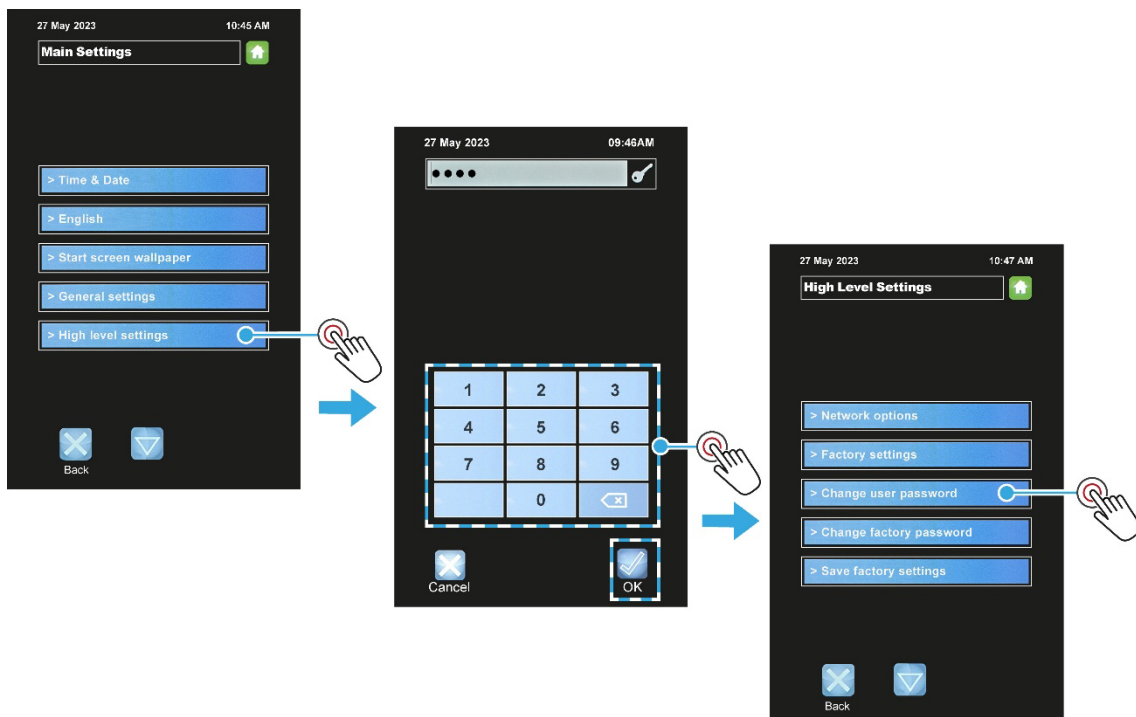 27 May 2023 10:45 AM
Main Settings
> Time & Date
> English
> Start screen wallpaper
> General settings
> High level settings
Back
27 May 2023 09:46AM
1 2 3
4 5 6
7 8 9
0
Cancel OK
27 May 2023 10:47 AM
High Level Settings
> Network options
> Factory settings
> Change user password
> Change factory password
> Save factory settings
Back